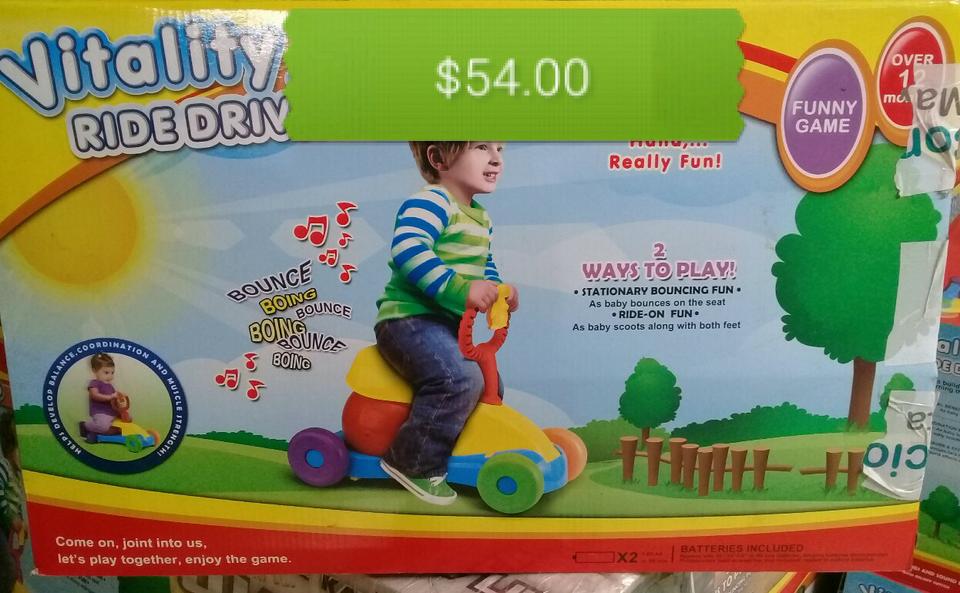 Vitality
RIDE DRIV
$54.00
FUNNY
GAME
OVER
Really Fun!
2
WAYS TO PLAY!
• STATIONARY BOUNCING FUN •
As baby bounces on the seat
• RIDE-ON FUN •
As baby scoots along with both feet
BOUNCE
BOING
BOUNCE
BOING
BOUNCE
BOING
HELPS DEVELOP BALANCE, COORDINATION AND MUSCLE STRENGTH!
Come on, joint into us,
let's play together, enjoy the game.
X2
BATTERIES INCLUDED